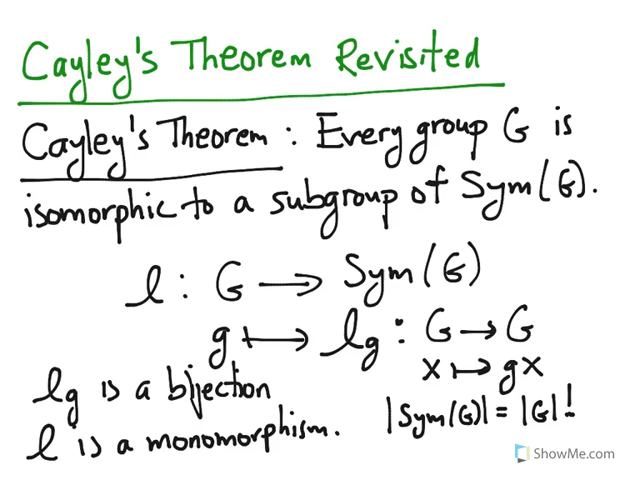 Cayley's Theorem Revisited
Cayley's Theorem : Every group G is
isomorphic to a subgroup of Sym(G).
l : G → Sym(G)
g ↦ lg : G → G
x ↦ gx
lg is a bijection
|Sym(G)| = |G|!
l is a monomorphism.
ShowMe.com